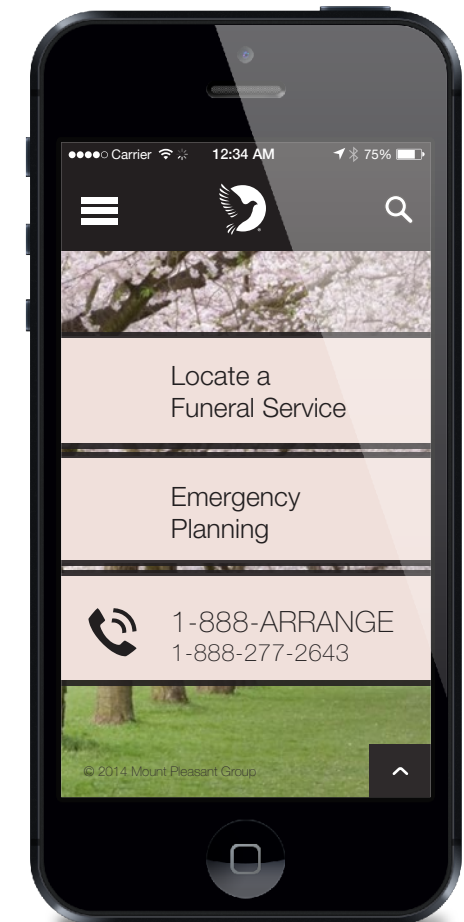 Carrier 12:34 AM 75%
Locate a
Funeral Service
Emergency
Planning
1-888-ARRANGE
1-888-277-2643
© 2014 Mount Pleasant Group